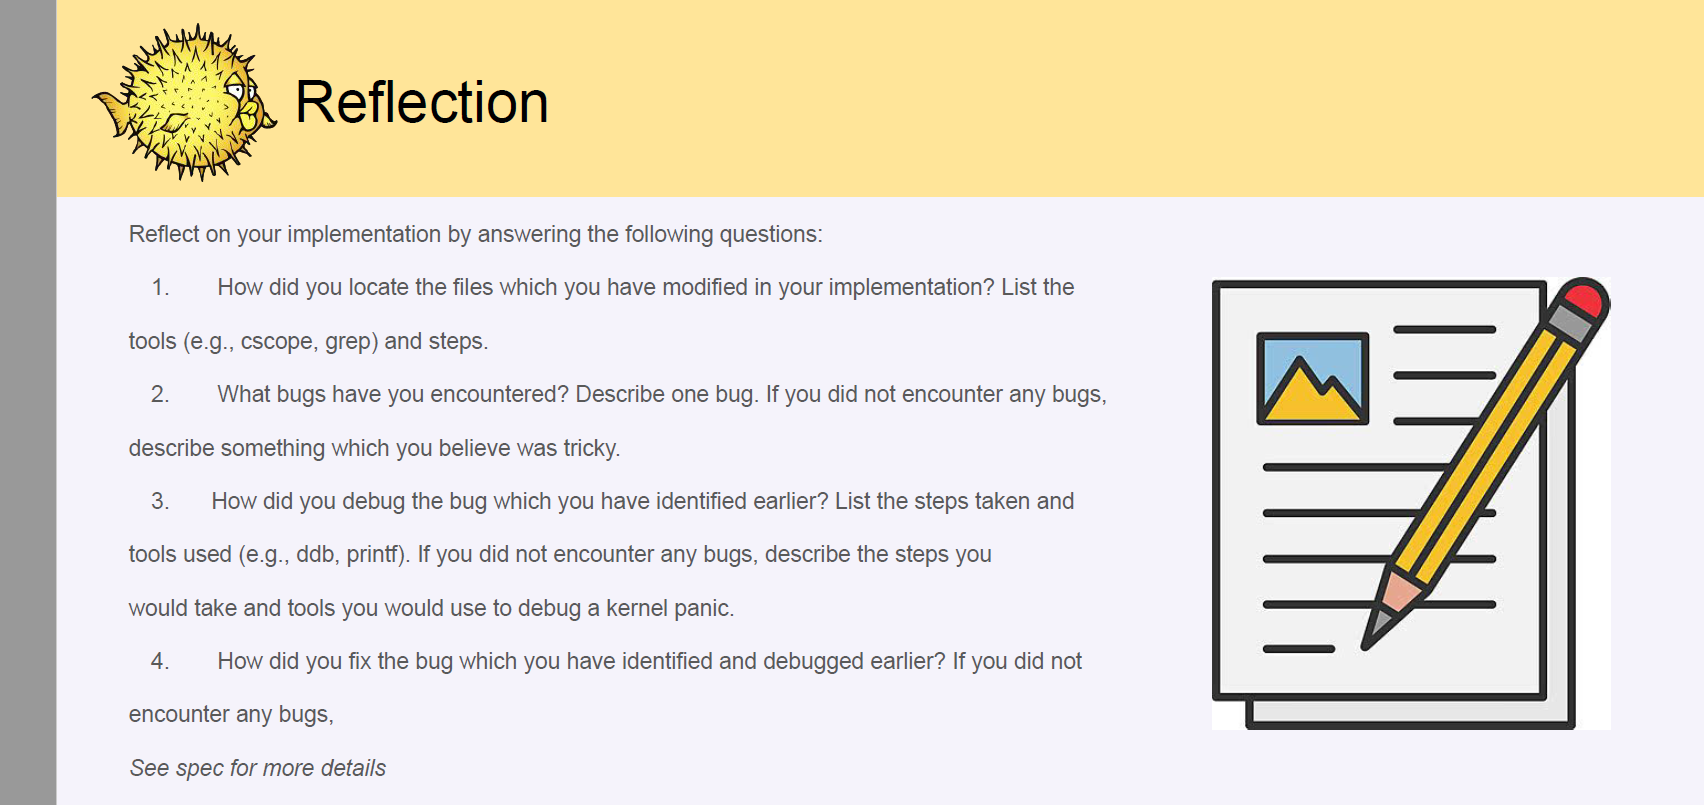 Reflection
Reflect on your implementation by answering the following questions:
1. How did you locate the files which you have modified in your implementation? List the
tools (e.g., cscope, grep) and steps.
2. What bugs have you encountered? Describe one bug. If you did not encounter any bugs,
describe something which you believe was tricky.
3. How did you debug the bug which you have identified earlier? List the steps taken and
tools used (e.g., ddb, printf). If you did not encounter any bugs, describe the steps you
would take and tools you would use to debug a kernel panic.
4. How did you fix the bug which you have identified and debugged earlier? If you did not
encounter any bugs,
See spec for more details